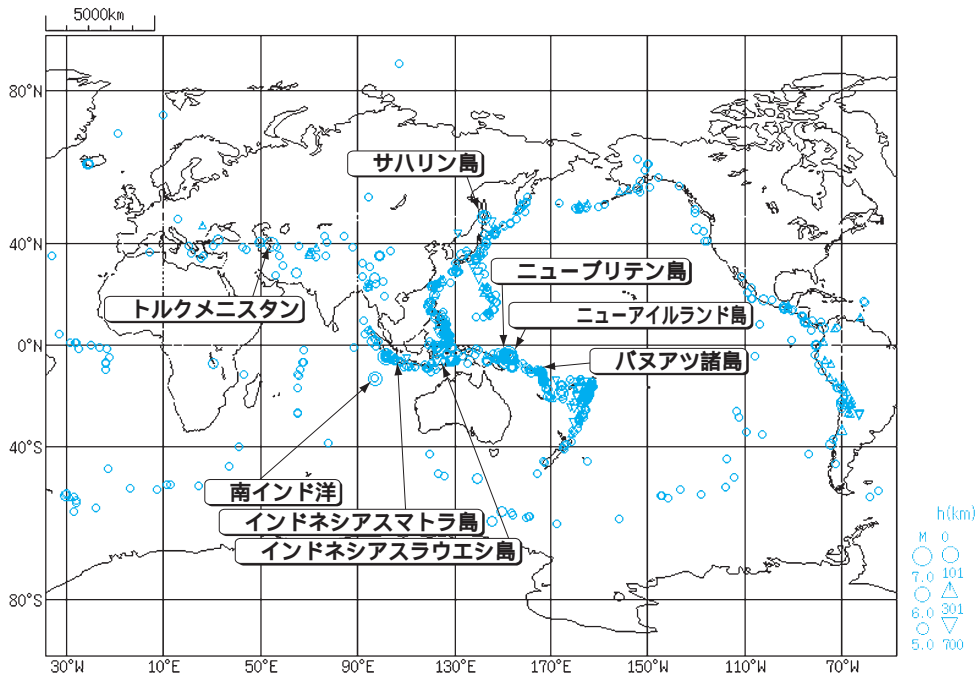 5000km
80°N
サハリン島
40°N
ニューブリテン島
トルクメニスタン
ニューアイルランド島
0°N
バヌアツ諸島
40°S
南インド洋
インドネシアスマトラ島
インドネシアスラウエシ島
80°S
h(km)
M 0
7.0 101
6.0 301
5.0 700
30°W 10°E 50°E 90°E 130°E 170°E 150°W 110°W 70°W